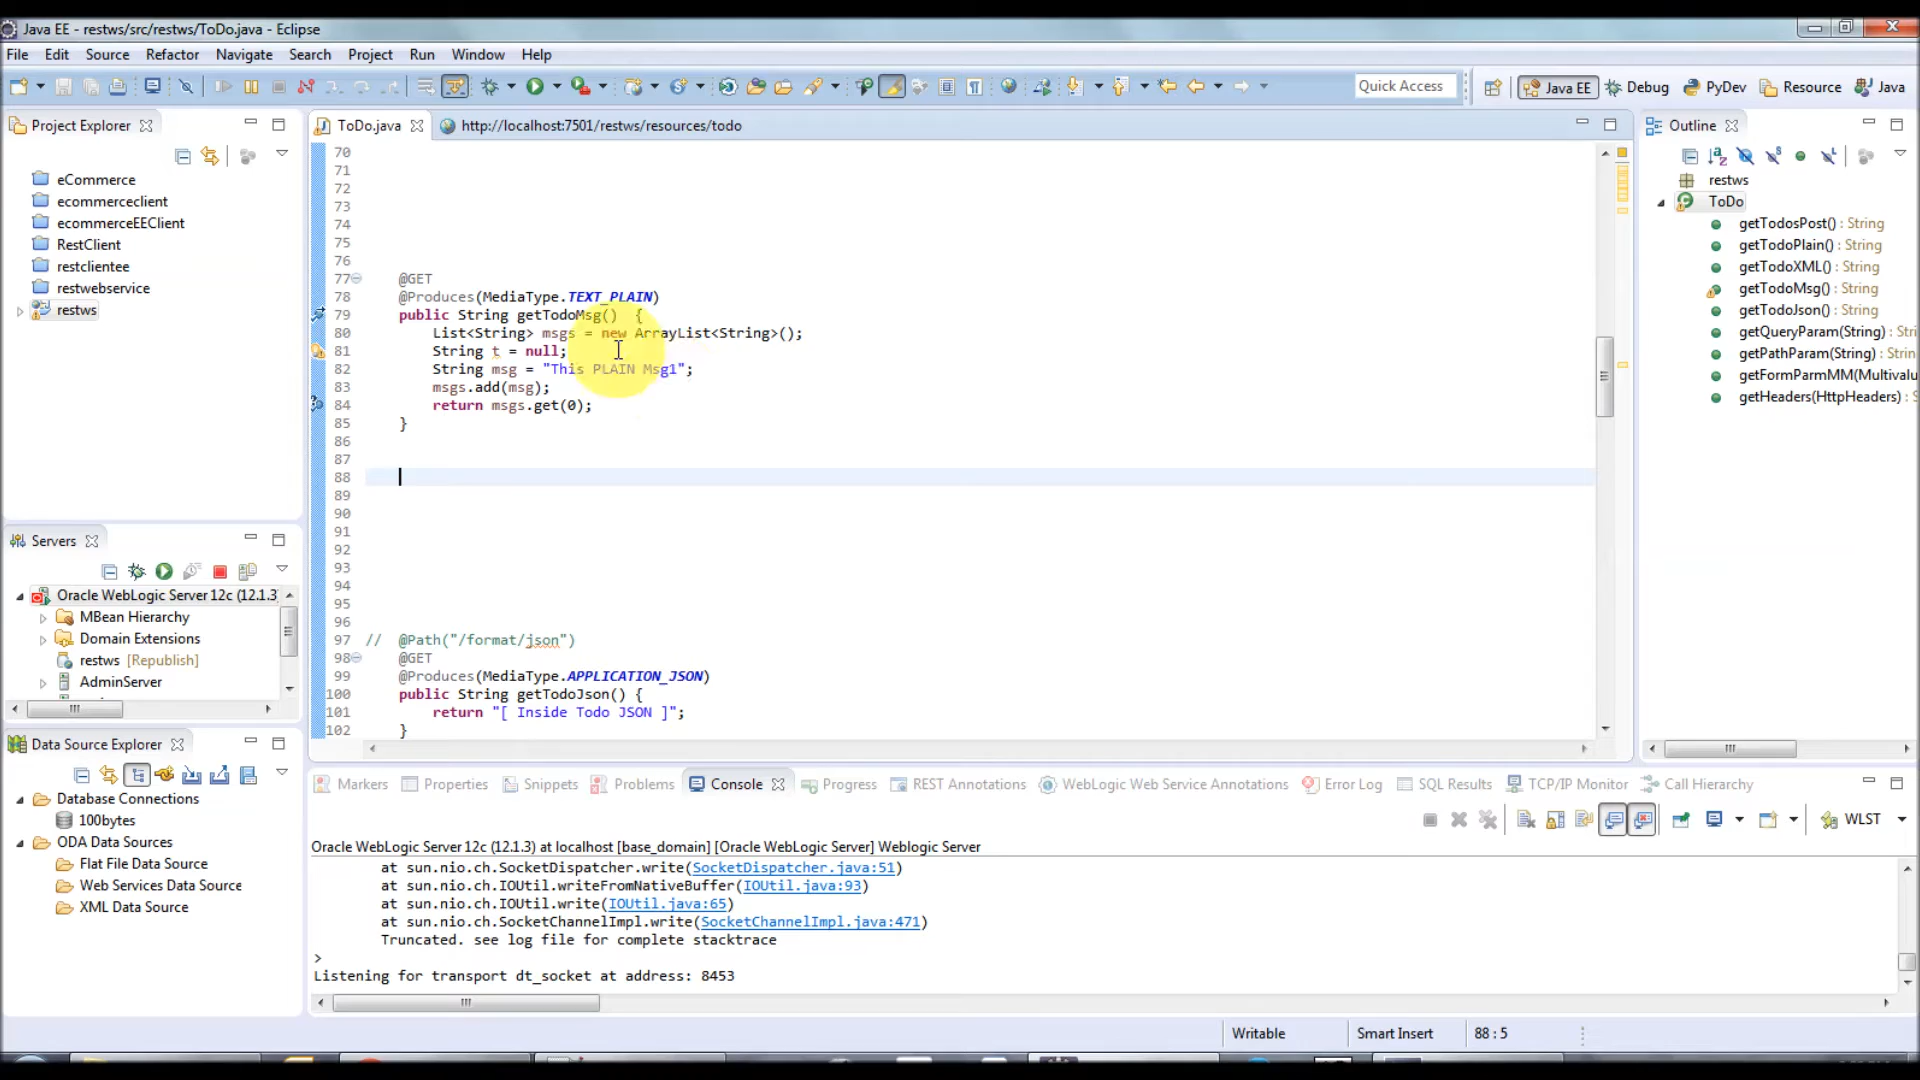 Java EE - restws/src/restws/ToDo.java - Eclipse
File Edit Source Refactor Navigate Search Project Run Window Help
Quick Access
Java EE Debug PyDev Resource Java
Project Explorer
eCommerce
ecommerceclient
ecommerceEEClient
RestClient
restclientee
restwebservice
restws
Servers
Oracle WebLogic Server 12c (12.1.3)
MBean Hierarchy
Domain Extensions
restws [Republish]
AdminServer
Data Source Explorer
Database Connections
100bytes
ODA Data Sources
Flat File Data Source
Web Services Data Source
XML Data Source
ToDo.java http://localhost:7501/restws/resources/todo
70
71
72
73
74
75
76
77 @GET
78 @Produces(MediaType.TEXT_PLAIN)
79 public String getTodoMsg() {
80 List<String> msgs = new ArrayList<String>();
81 String t = null;
82 String msg = "This PLAIN Msg1";
83 msgs.add(msg);
84 return msgs.get(0);
85 }
86
87
88
89
90
91
92
93
94
95
96
97 // @Path("/format/json")
98 @GET
99 @Produces(MediaType.APPLICATION_JSON)
100 public String getTodoJson() {
101 return "[ Inside Todo JSON ]";
102 }
Outline
restws
ToDo
getTodosPost() : String
getTodoPlain() : String
getTodoXML() : String
getTodoMsg() : String
getTodoJson() : String
getQueryParam(String) :
getPathParam(String) : String
getFormParmMM(Multivalu
getHeaders(HttpHeaders) : S
Markers Properties Snippets Problems Console Progress REST Annotations WebLogic Web Service Annotations Error Log SQL Results TCP/IP Monitor Call Hierarchy
WLST
Oracle WebLogic Server 12c (12.1.3) at localhost [base_domain] [Oracle WebLogic Server] Weblogic Server
at sun.nio.ch.SocketDispatcher.write(SocketDispatcher.java:51)
at sun.nio.ch.IOUtil.writeFromNativeBuffer(IOUtil.java:93)
at sun.nio.ch.IOUtil.write(IOUtil.java:65)
at sun.nio.ch.SocketChannelImpl.write(SocketChannelImpl.java:471)
Truncated. see log file for complete stacktrace
>
Listening for transport dt_socket at address: 8453
Writable Smart Insert 88 : 5